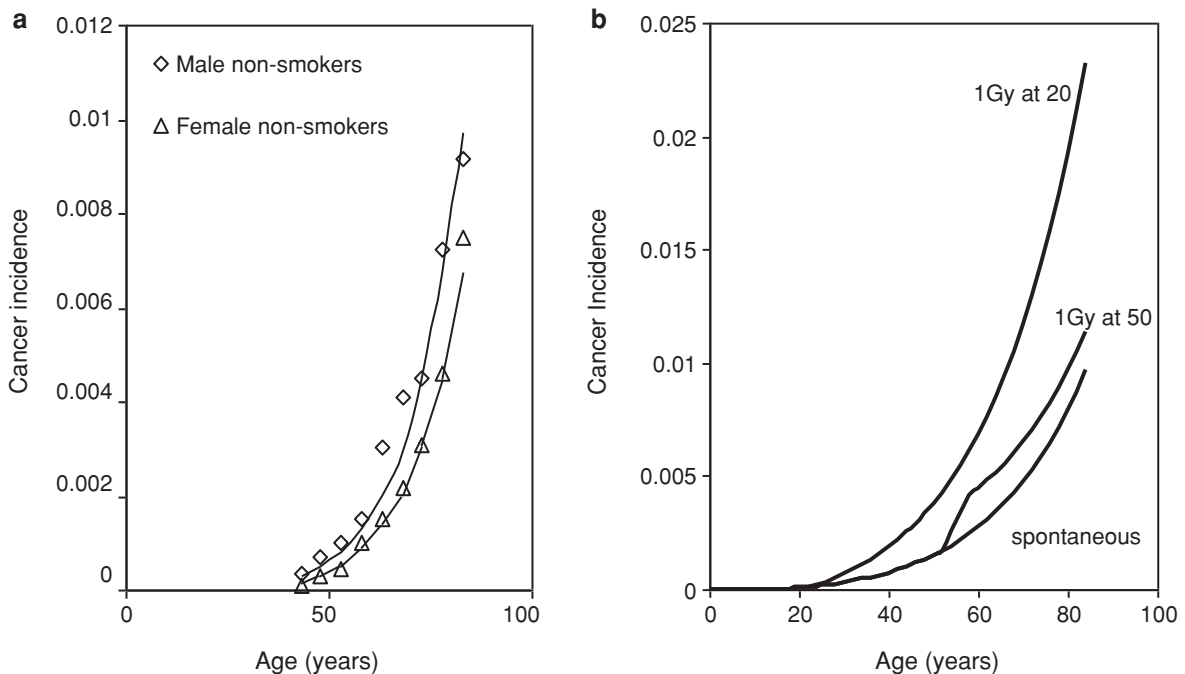 a
0.012
0.01
0.008
0.006
0.004
0.002
0
Cancer incidence
Male non-smokers
Female non-smokers
0
50
100
Age (years)
b
0.025
0.02
0.015
0.01
0.005
0
Cancer Incidence
1Gy at 20
1Gy at 50
spontaneous
0
20
40
60
80
100
Age (years)